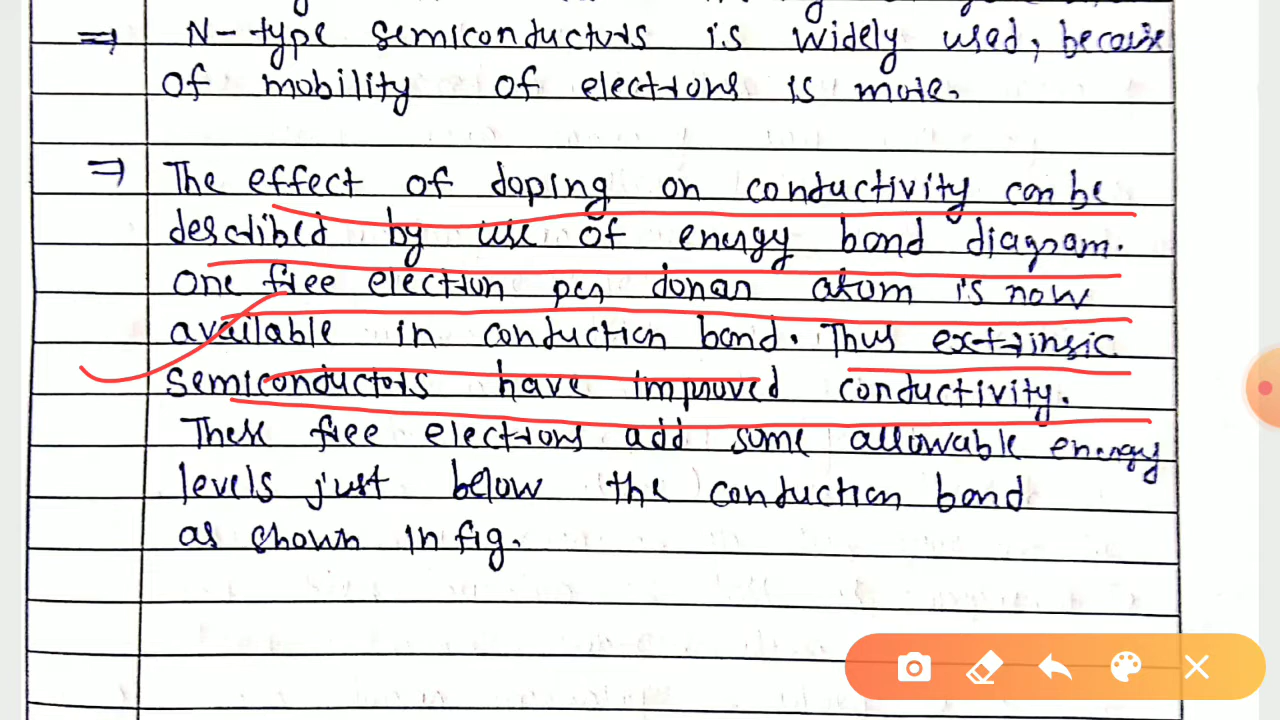 ⇒ N-type semiconductors is widely used, because
of mobility of electrons is more.
⇒ The effect of doping on conductivity can be
described by use of energy band diagram.
One free electron per donar atom is now
available in conduction band. Thus extrinsic
semiconductors have improved conductivity.
These free electrons add some allowable energy
levels just below the conduction band
as shown in fig.